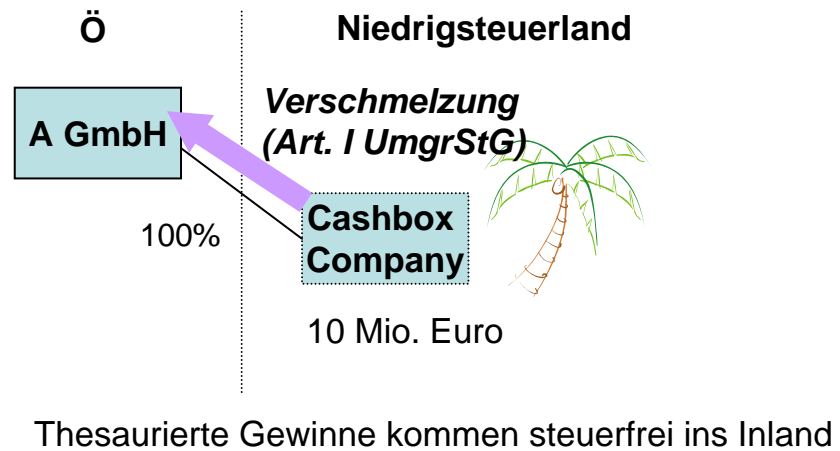 Ö
Niedrigsteuerland
Verschmelzung
(Art. I UmgrStG)
A GmbH
100%
Cashbox
Company
10 Mio. Euro
Thesaurierte Gewinne kommen steuerfrei ins Inland